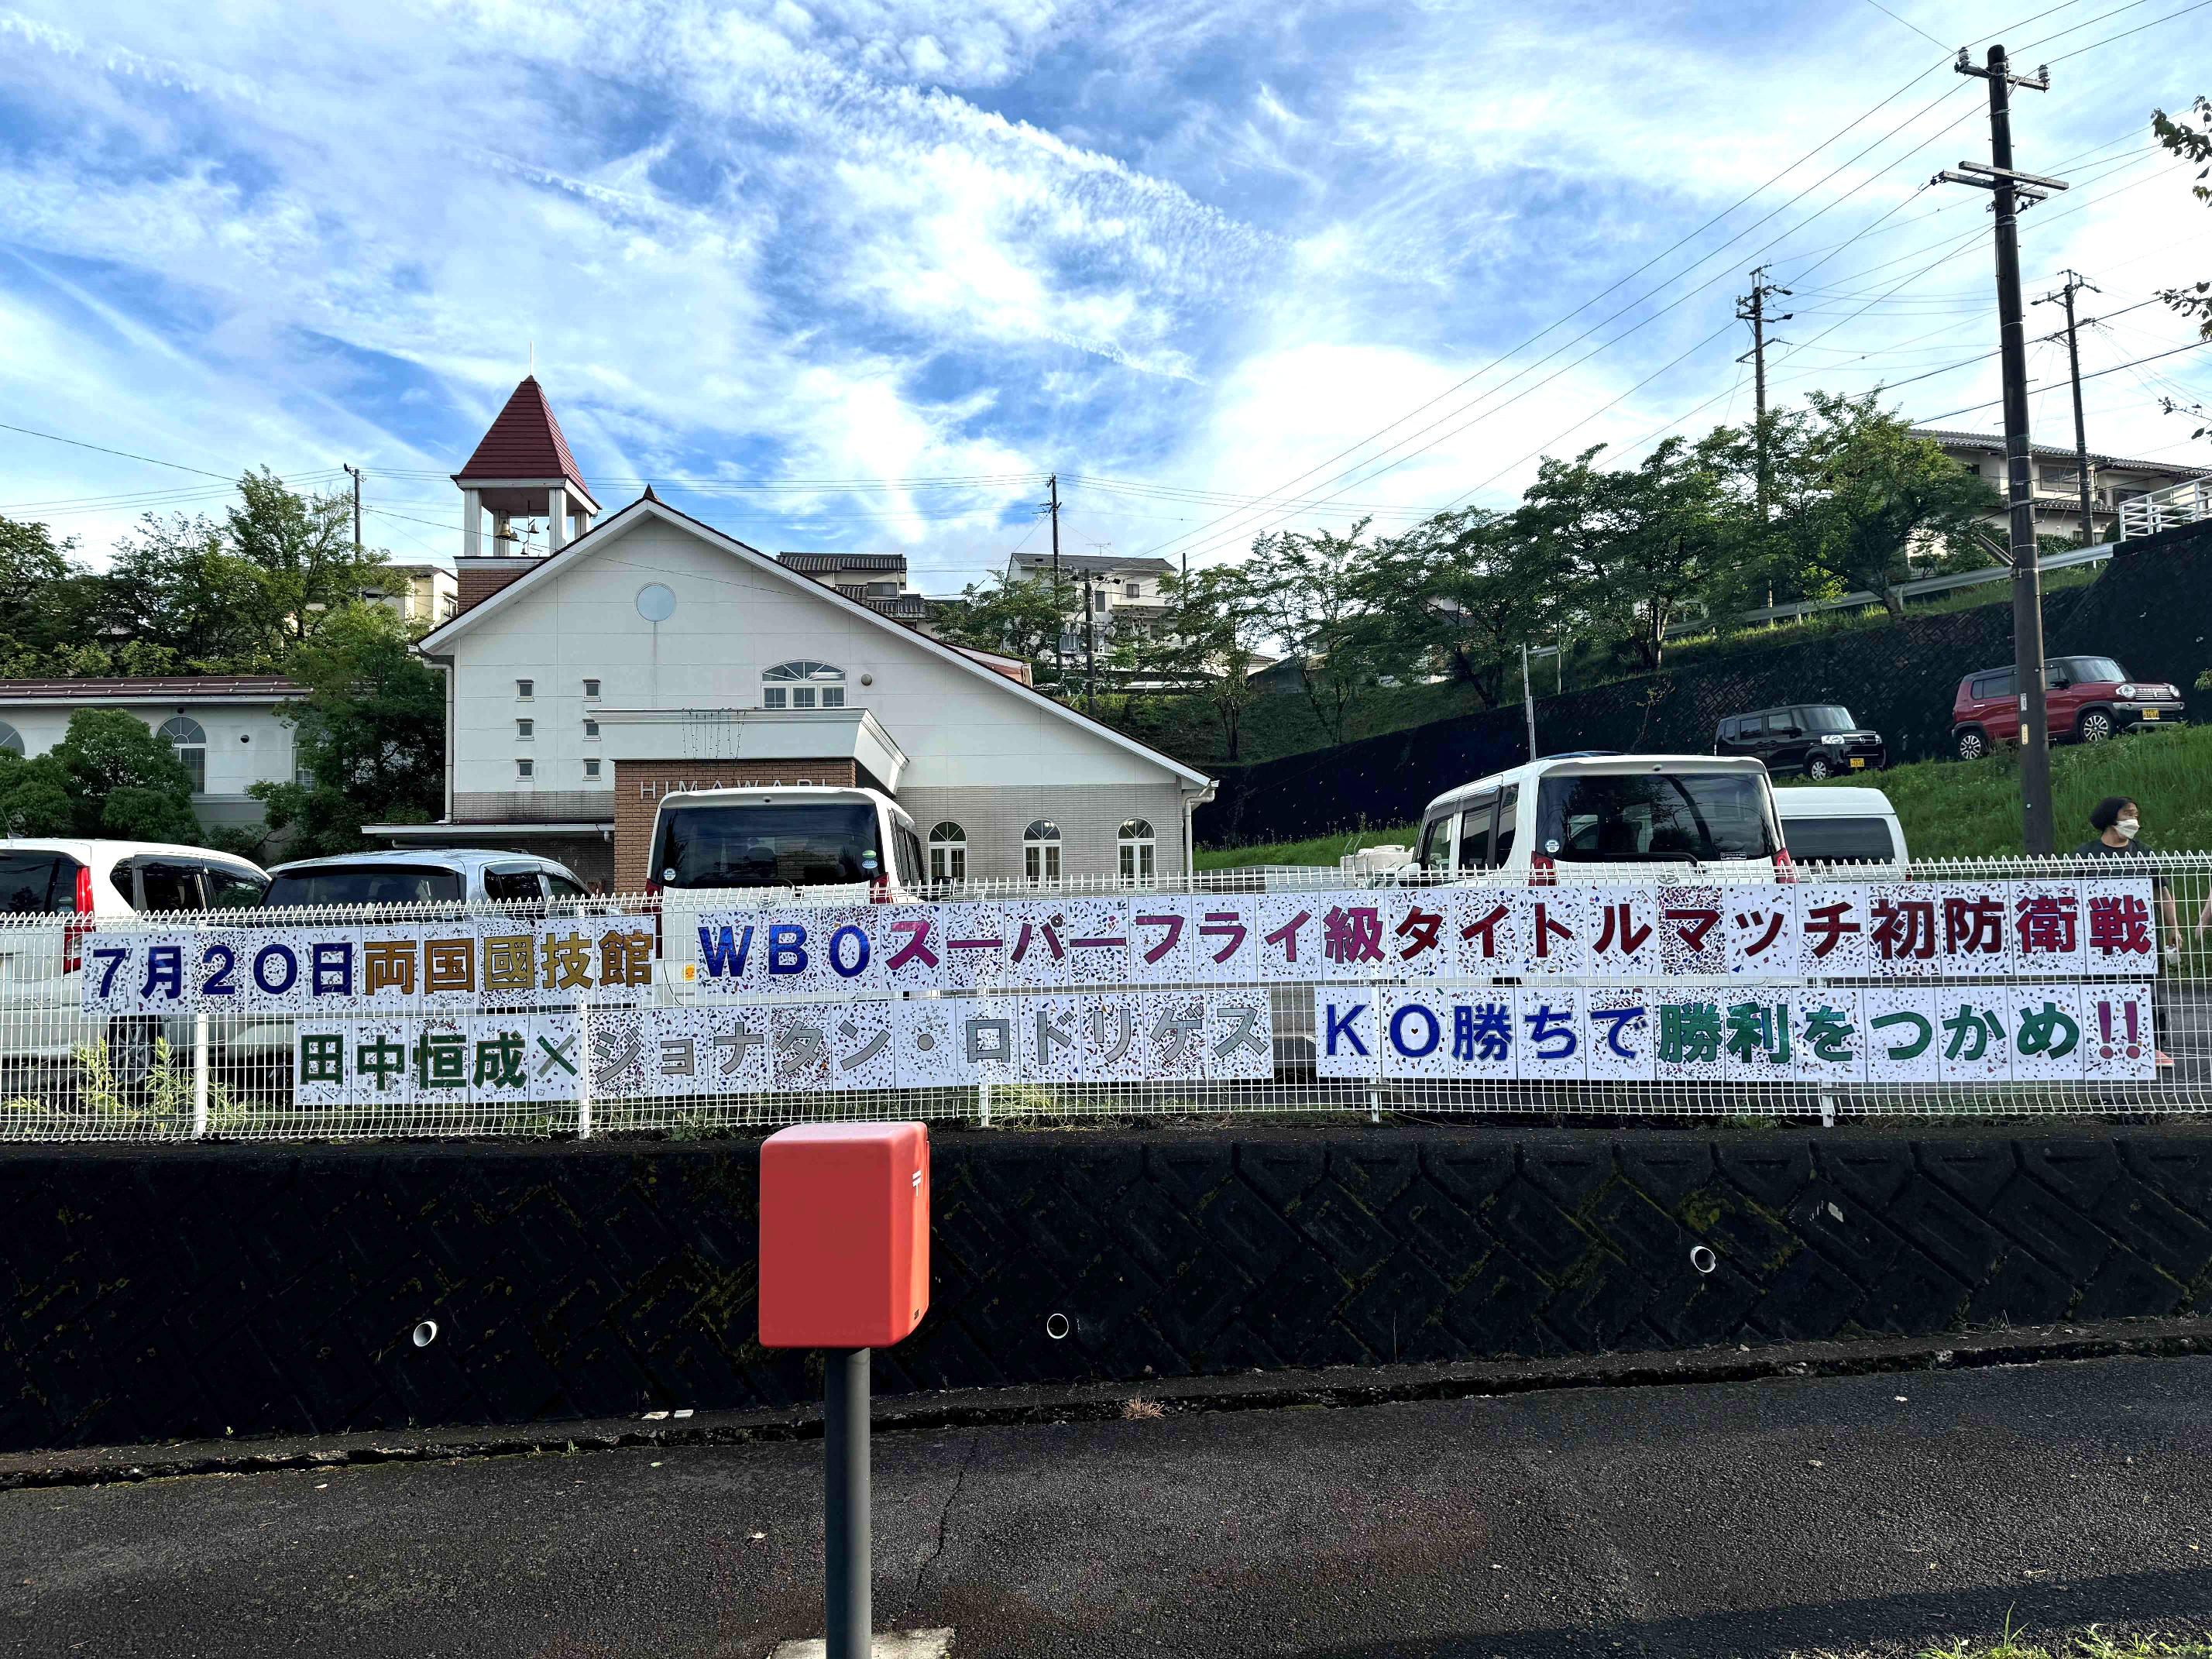 HIMAWARI
7月20日両国國技館 WBOスーパーフライ級タイトルマッチ初防衛戦
田中恒成×ジョナタン・ロドリゲス KO勝ちで勝利をつかめ!!
〒